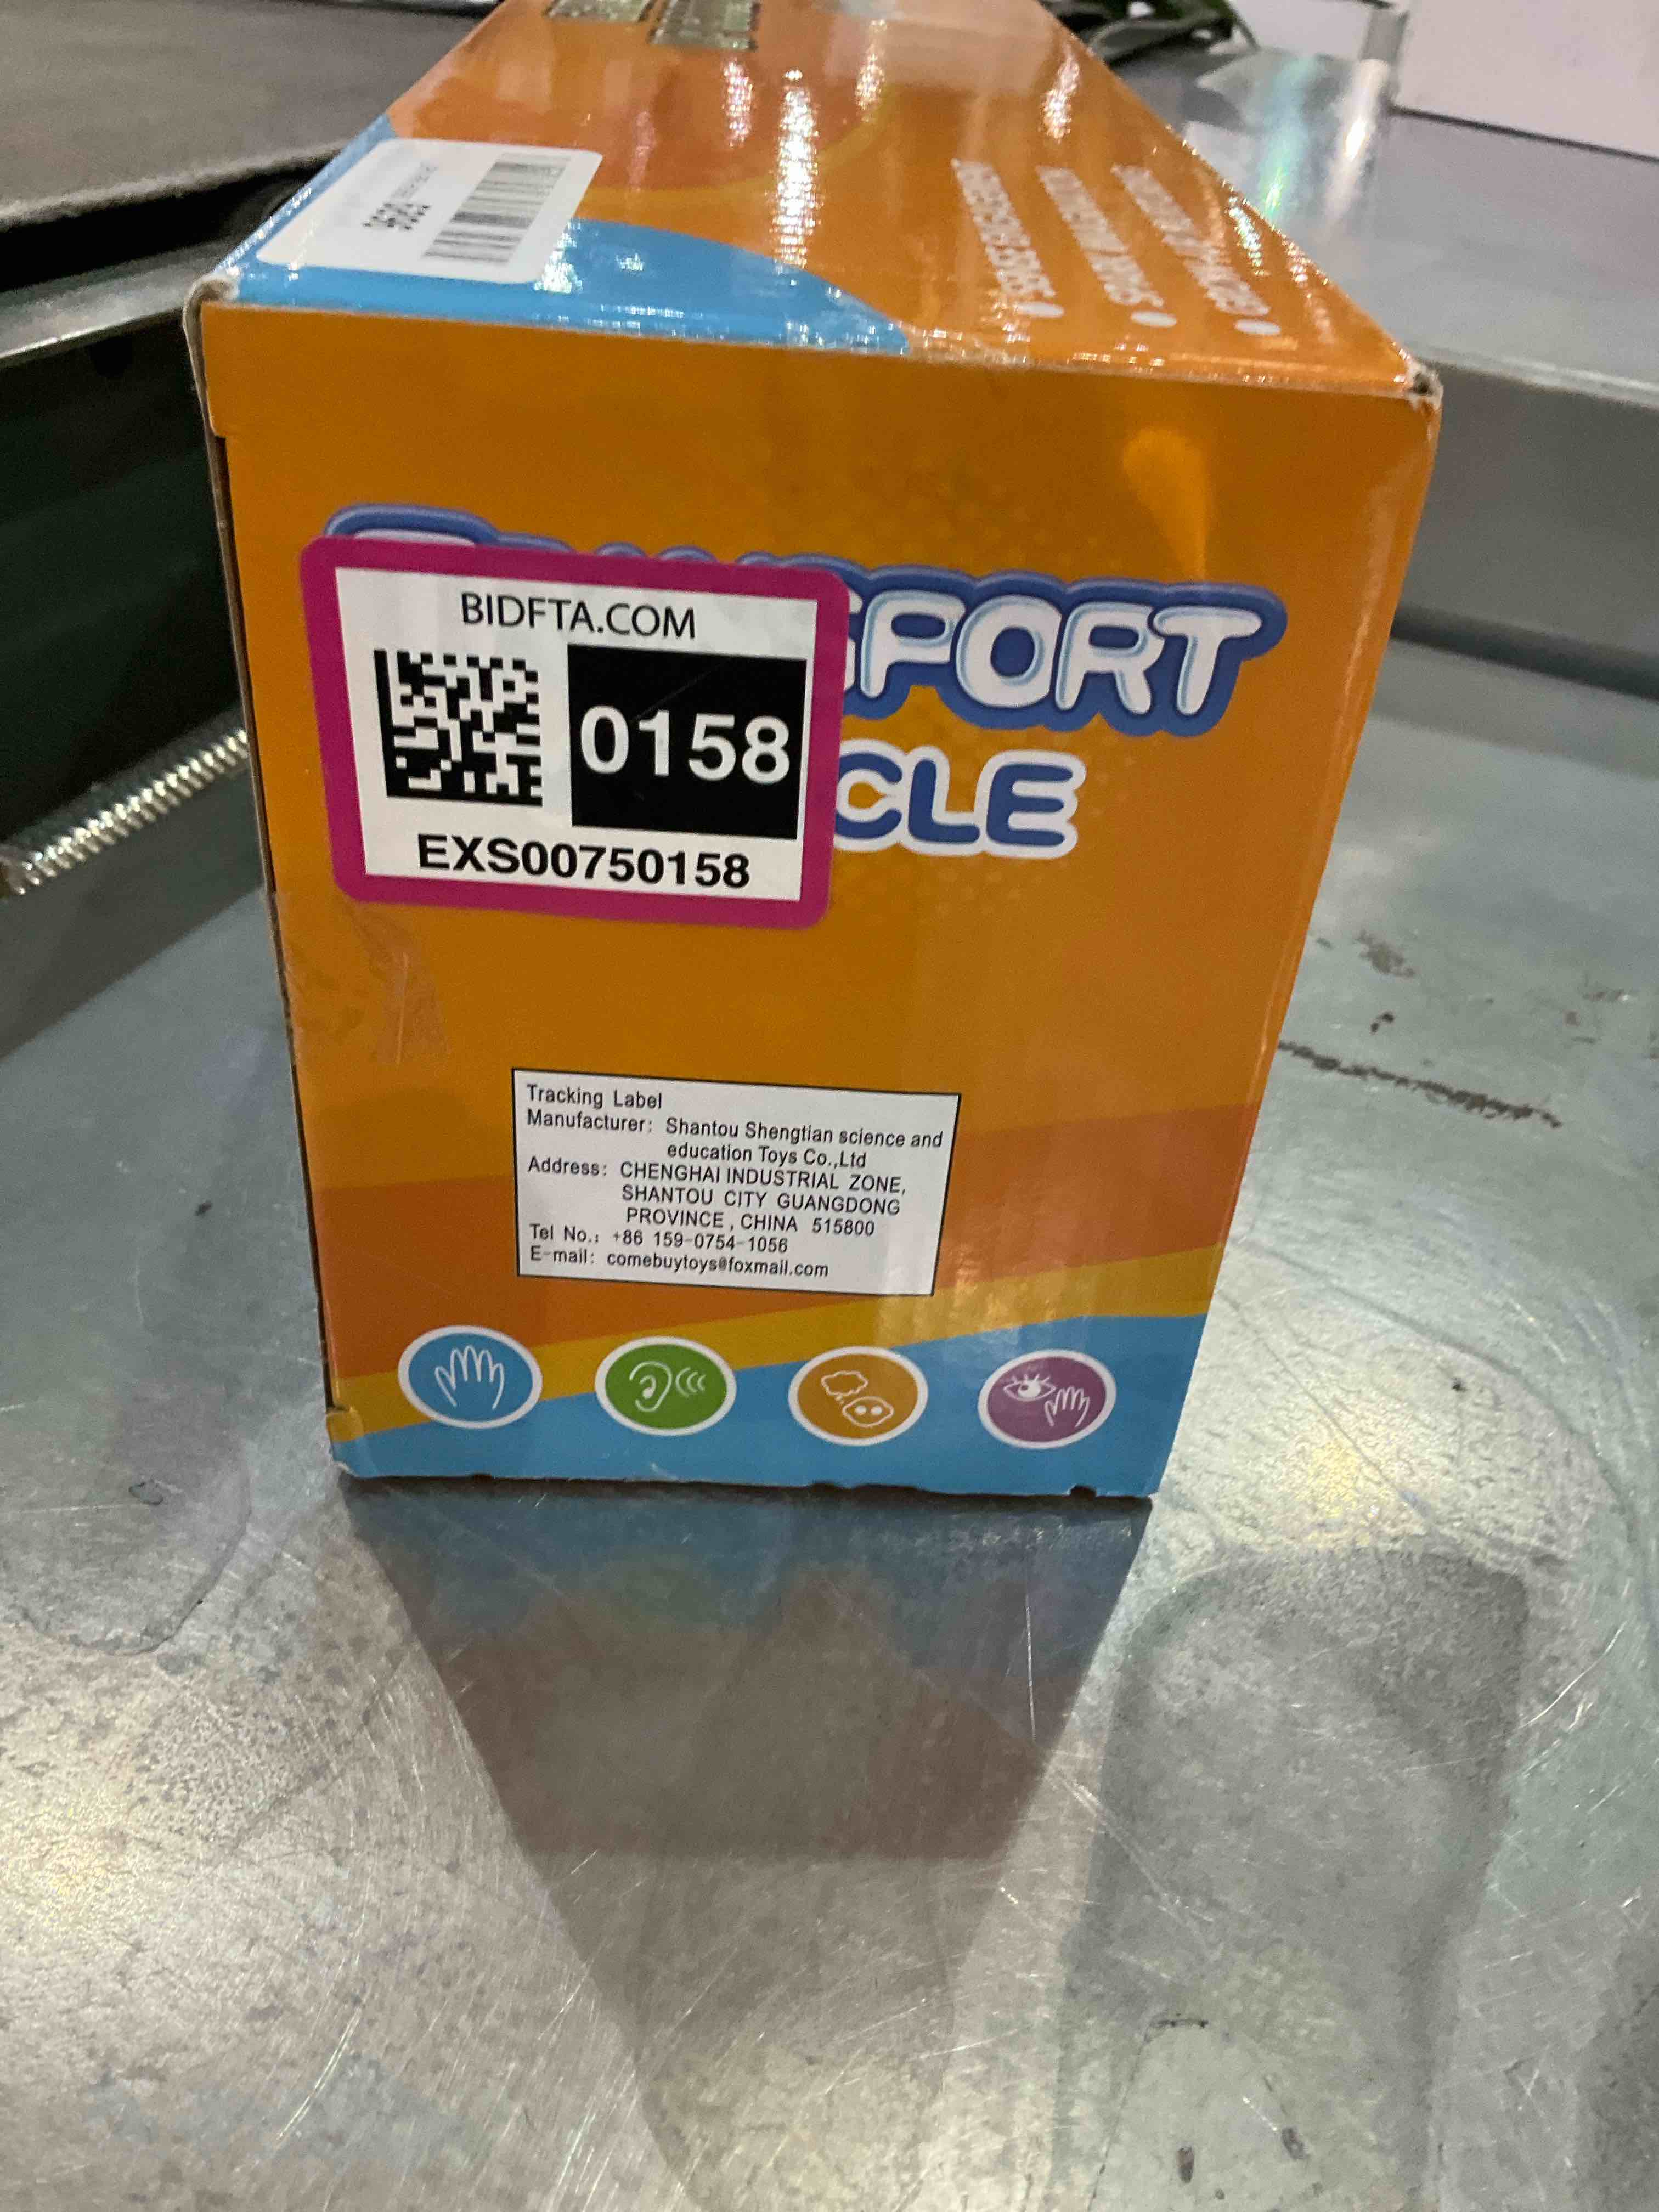 BIDFTA.COM
0158
EXS00750158
SPORT
CLE
Tracking Label
Manufacturer: Shantou Shengtian science and
education Toys Co.,Ltd
Address: CHENGHAI INDUSTRIAL ZONE,
SHANTOU CITY GUANGDONG
PROVINCE, CHINA 515800
Tel No.: +86 159-0754-1056
E-mail: comebuytoys@foxmail.com